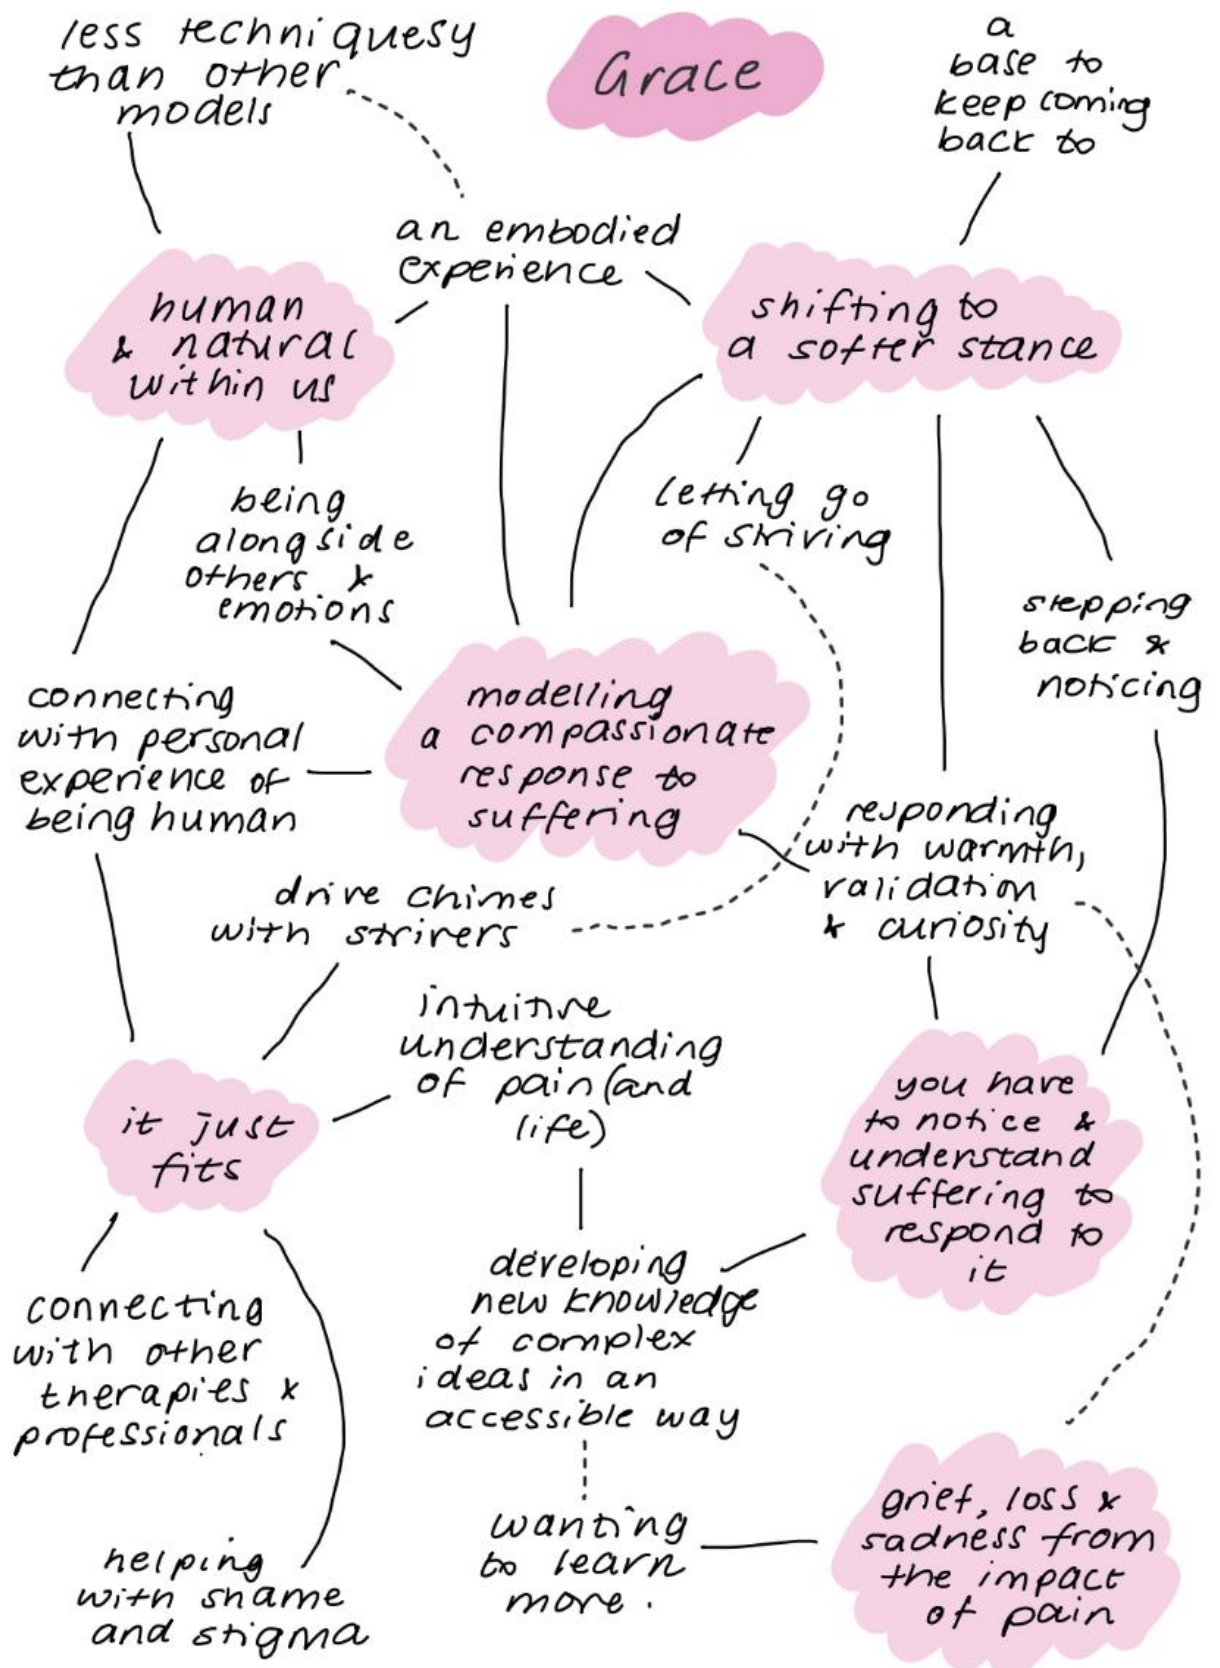 less techniquesy
than other
models
Grace
a
base to
keep coming
back to
an embodied
experience
human
& natural
within us
shifting to
a softer stance
being
alongside
others &
emotions
letting go
of striving
stepping
back &
noticing
connecting
with personal
experience of
being human
modelling
a compassionate
response to
suffering
responding
with warmth,
validation
& curiosity
drive chimes
with strivers
intuitive
understanding
of pain (and
life)
it just
fits
you have
to notice &
understand
suffering to
respond to
it
developing
new knowledge
of complex
ideas in an
accessible way
connecting
with other
therapies &
professionals
wanting
to learn
more.
grief, loss &
sadness from
the impact
of pain
helping
with shame
and stigma